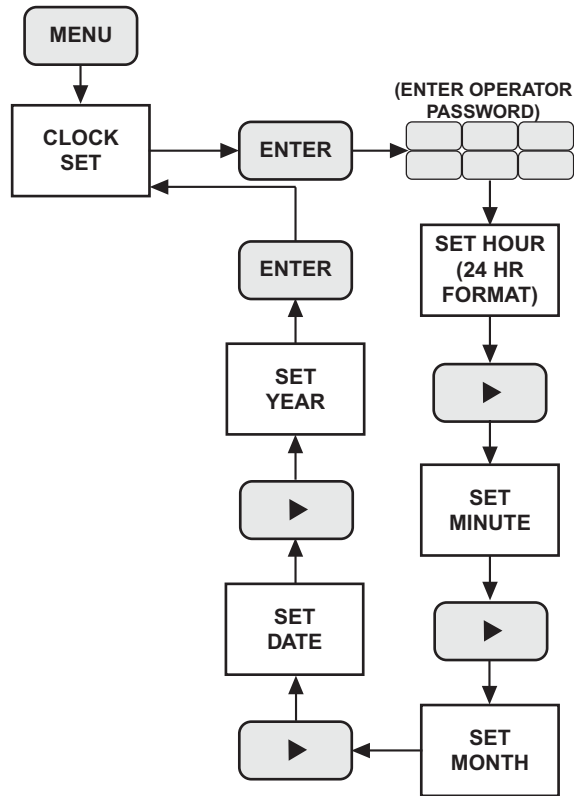 MENU
CLOCK
SET
ENTER
(ENTER OPERATOR
PASSWORD)
SET HOUR
(24 HR
FORMAT)
SET
MINUTE
SET
MONTH
SET
DATE
SET
YEAR
ENTER